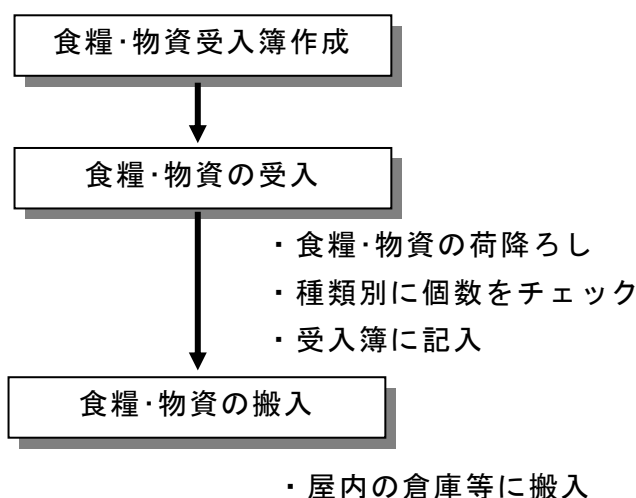 食糧･物資受入簿作成
食糧･物資の受入
・食糧･物資の荷降ろし
・種類別に個数をチェック
・受入簿に記入
食糧･物資の搬入
・屋内の倉庫等に搬入